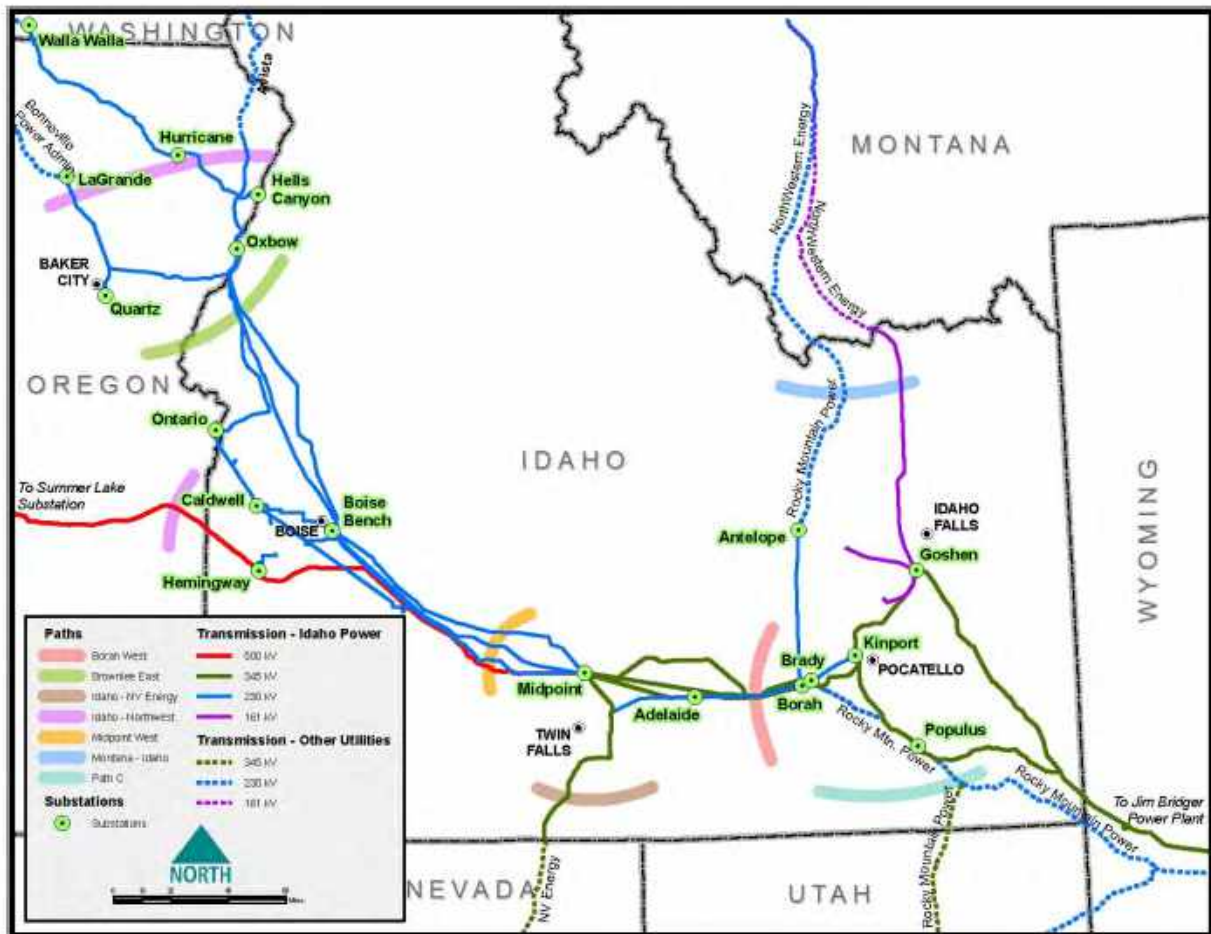 WASHINGTON
Walla Walla
Avista
Bonneville
Power Admin
Hurricane
LaGrande
Hells
Canyon
Oxbow
BAKER
CITY
Quartz
OREGON
Ontario
To Summer Lake
Substation
Caldwell
BOISE
Boise
Bench
Hemingway
IDAHO
MONTANA
NorthWestern Energy
NorthWestern Energy
Rocky Mountain Power
WYOMING
Antelope
IDAHO
FALLS
Goshen
Kinport
Brady
POCATELLO
Midpoint
Borah
Adelaide
TWIN
FALLS
Rocky Mtn. Power
Populus
Rocky Mountain Power
Rocky Mountain Power
To Jim Bridger
Power Plant
NV Energy
NEVADA
UTAH
Paths
Borah West
Brownlee East
Idaho - NV Energy
Idaho - Northwest
Midpoint West
Montana - Idaho
Path C
Substations
Substations
Transmission - Idaho Power
500 kV
345 kV
230 kV
161 kV
Transmission - Other Utilities
345 kV
230 kV
161 kV
NORTH
Miles